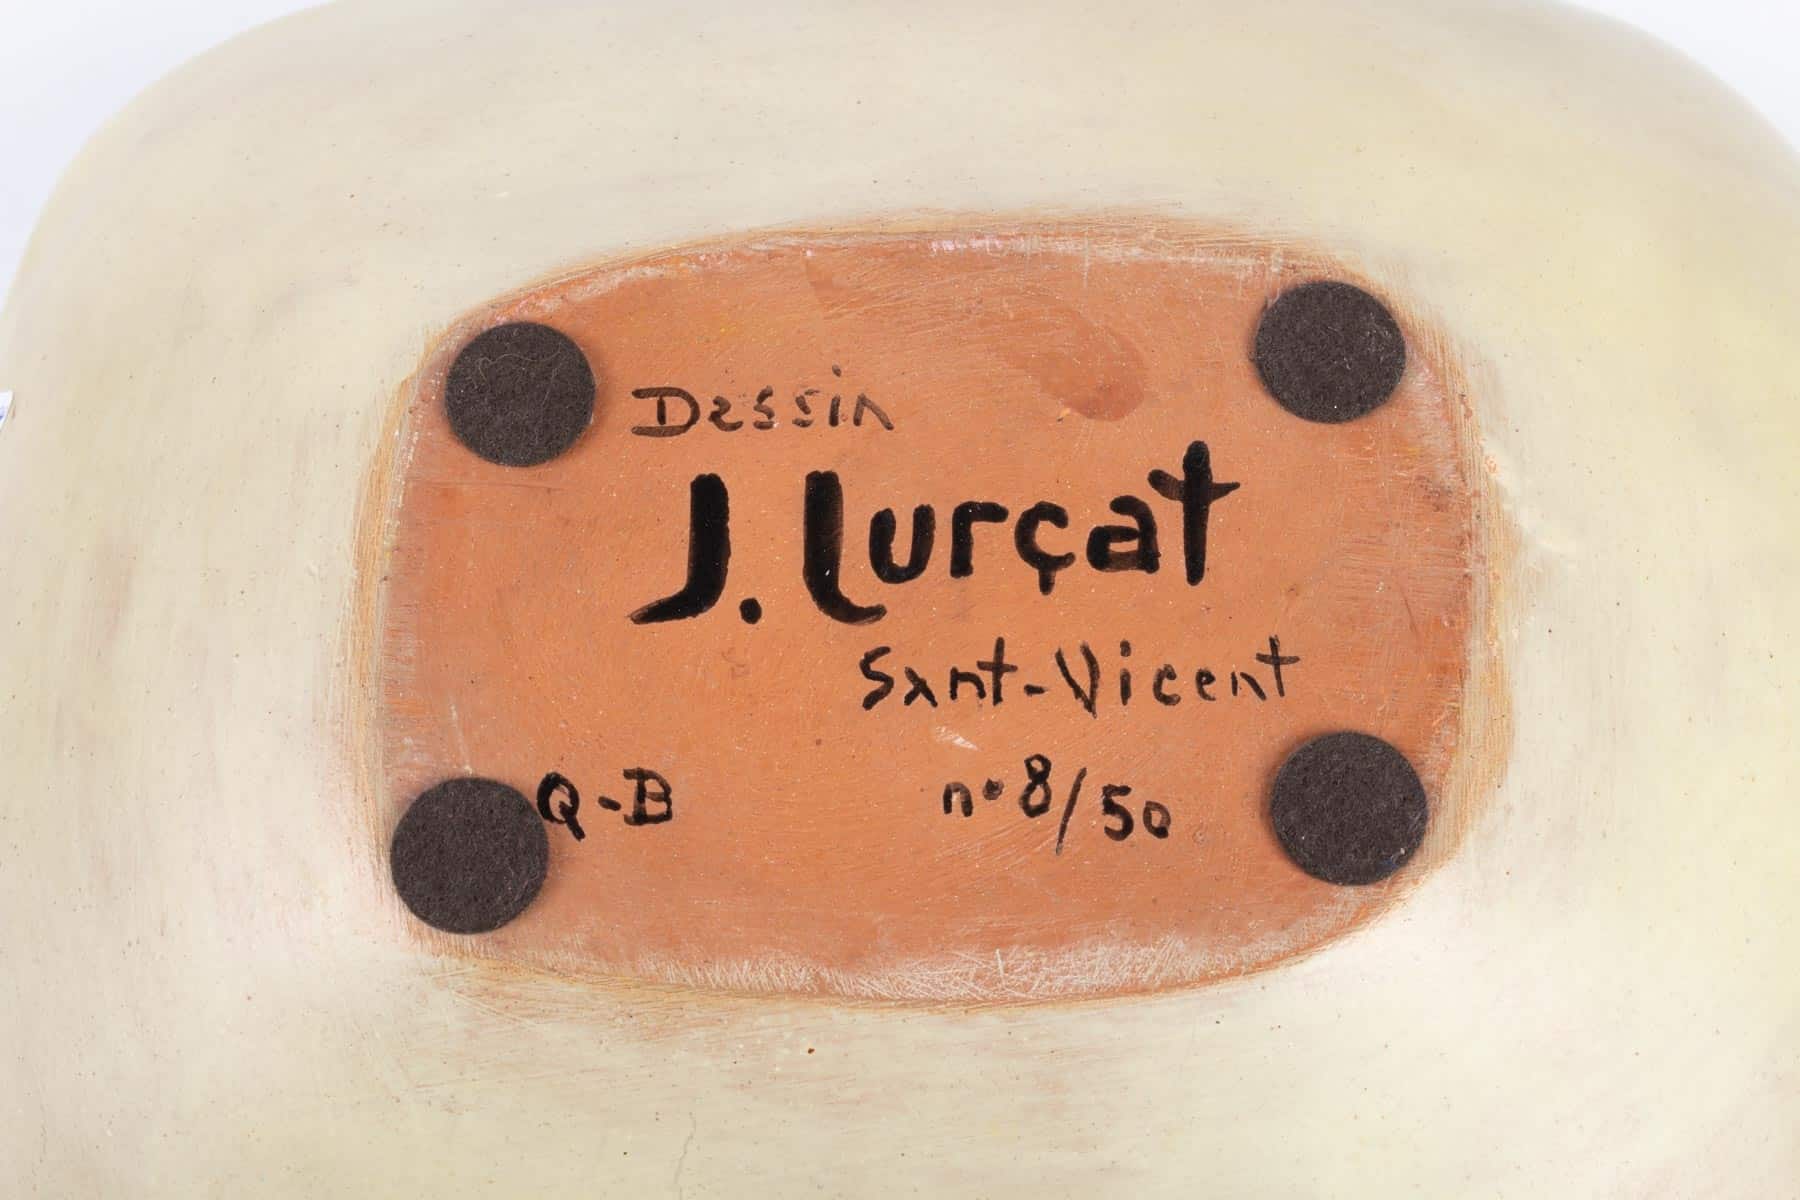 Dessin
J. Lurçat
Sant-Vicent
Q-B n° 8/50